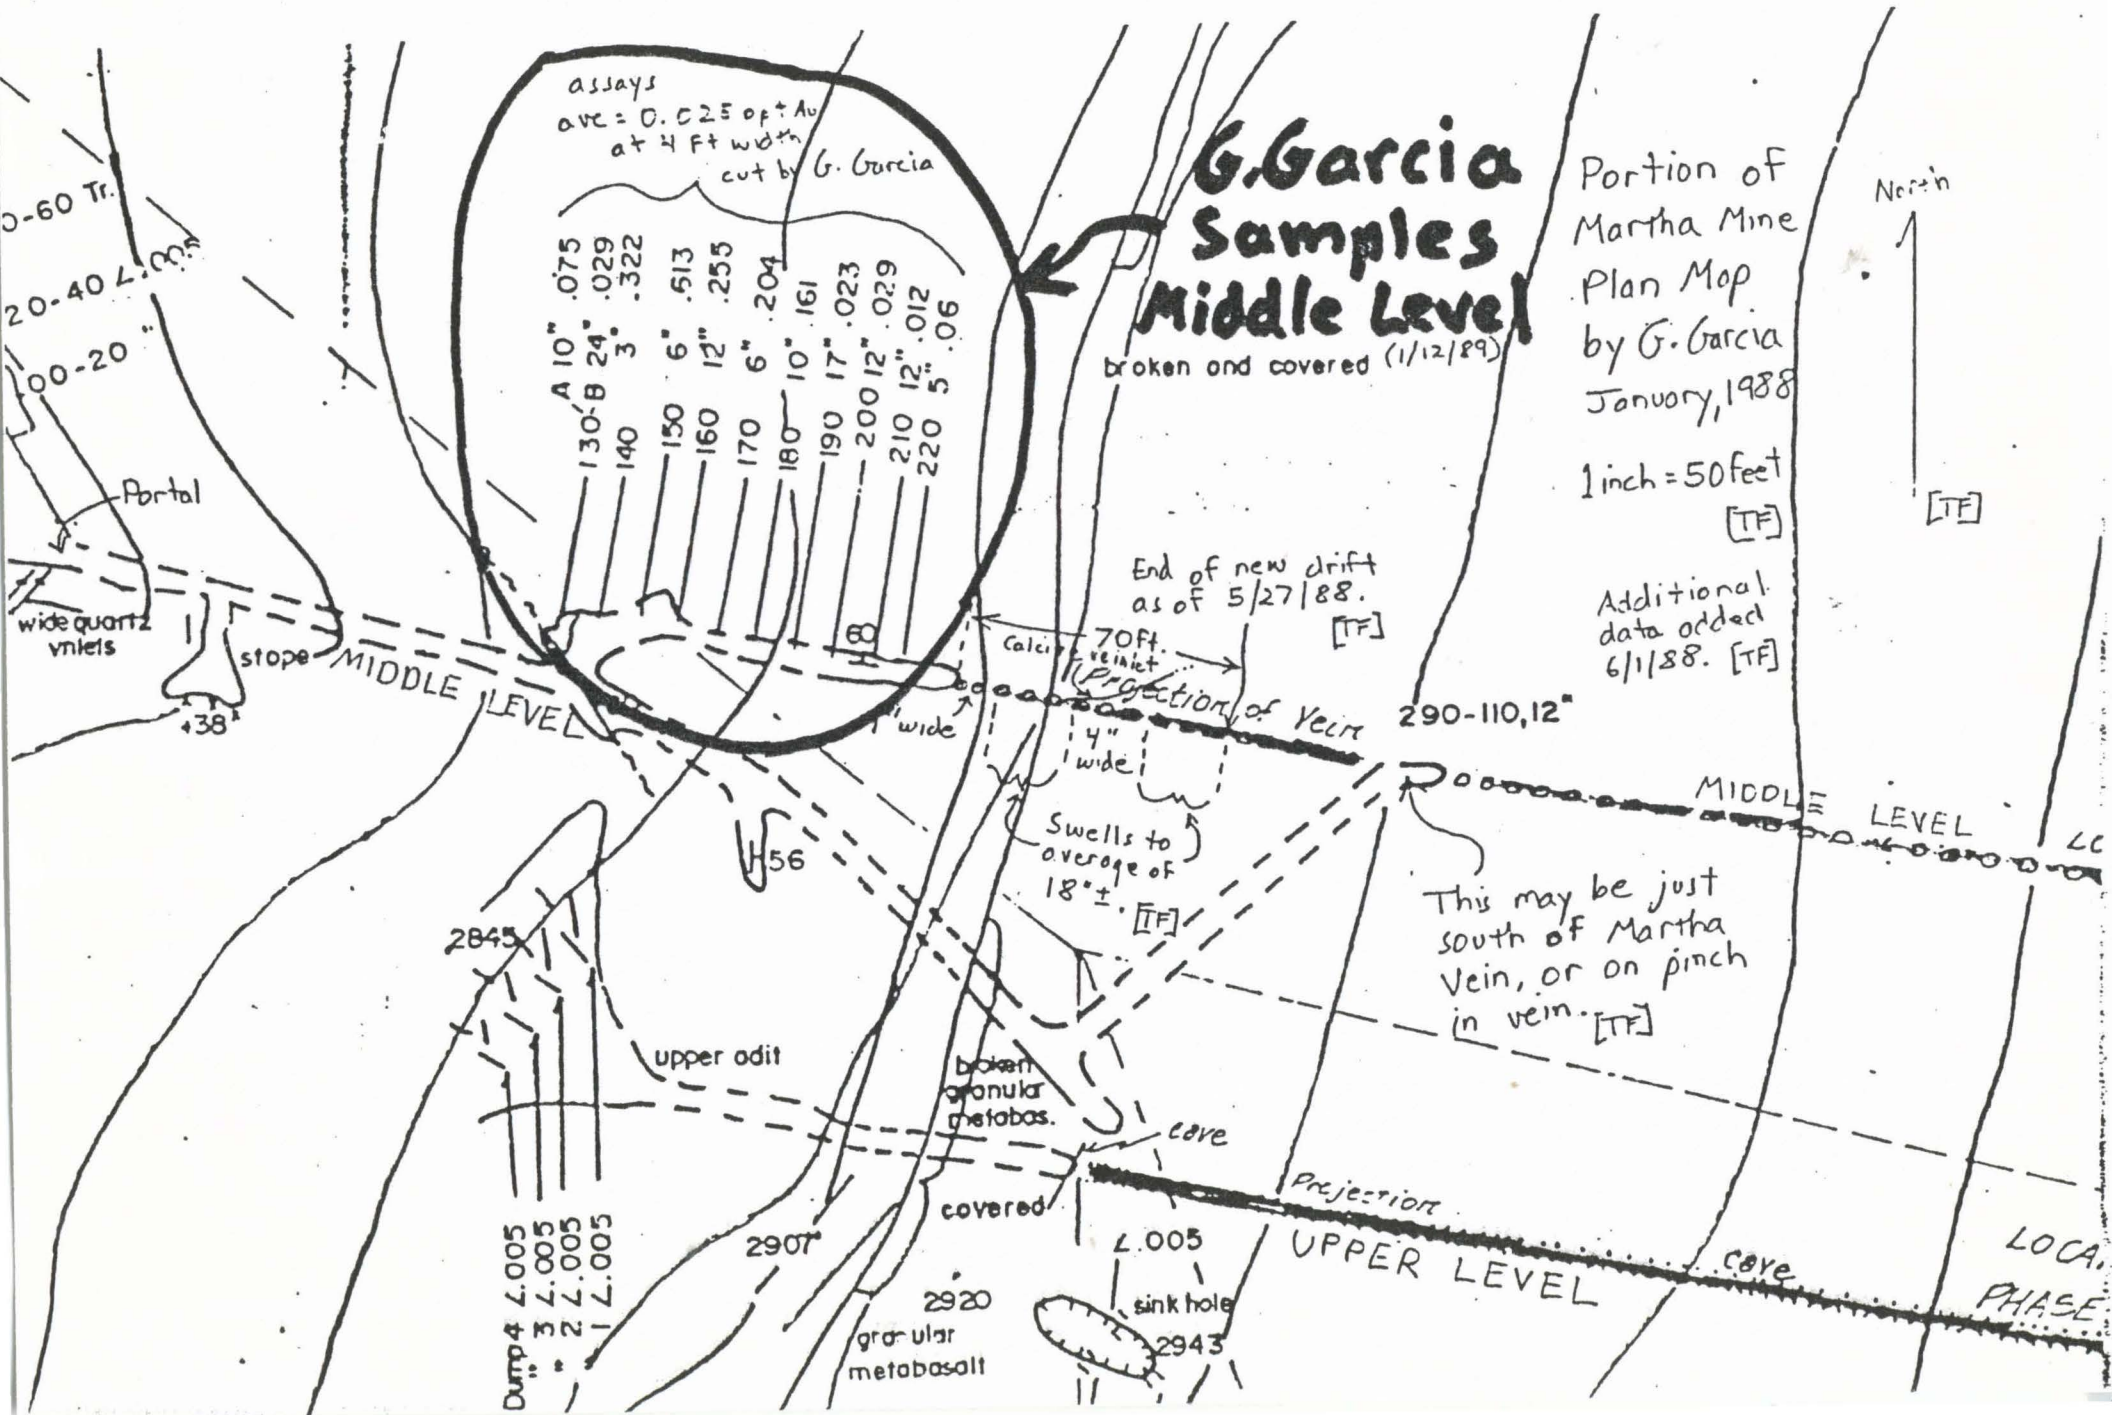 assays
ave = 0.025 opt Au
at 4 Ft width
cut by G. Garcia
G.Garcia
Samples
Middle Level
broken and covered (1/12/89)
Portion of
Martha Mine
Plan Map
by G. Garcia
January, 1988
1 inch = 50 feet
[TF]
Additional
data added
6/1/88. [TF]
North
[TF]
0-60 Tr.
20-40 L.005
00-20 "
Portal
wide quartz
vnlets
stope
38
MIDDLE LEVEL
130-A 10" .075
B 24" .029
140 3" .322
150 6" .513
160 12" .255
170 6" .204
180 10" .161
190 17" .023
200 12" .029
210 12" .012
220 5" .06
60
End of new drift
as of 5/27/88.
[TF]
70ft.
veinlet
(Projection of Vein
1" wide
4"
wide
Swells to
average of
18"±. [TF]
290-110,12"
MIDDLE LEVEL
This may be just
south of Martha
Vein, or on pinch
in vein. [TF]
56
2845
upper adit
broken
granular
metabas.
cave
covered
Projection
UPPER LEVEL
cave
LOCA.
PHASE
Dump 4 L.005
" 3 L.005
" 2 L.005
1 L.005
2907
2920
granular
metabasalt
L.005
sink hole
2943